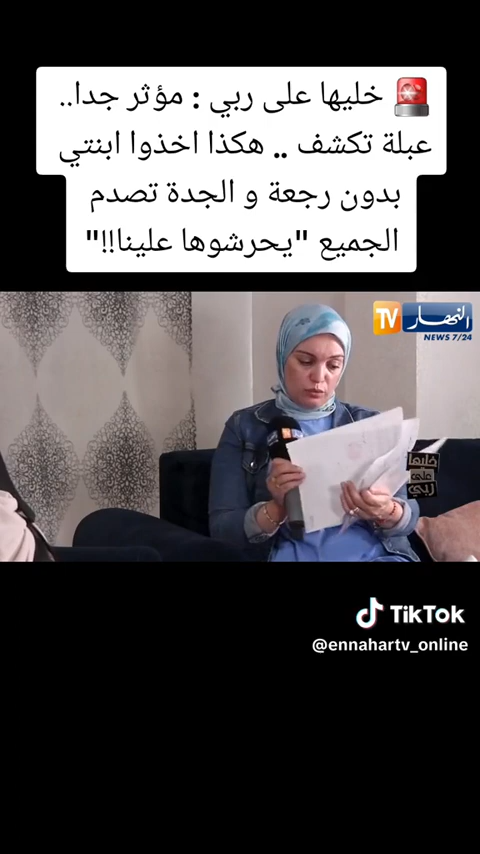 🚨 خليها على ربي : مؤثر جدا..
عبلة تكشف .. هكذا اخذوا ابنتي
بدون رجعة و الجدة تصدم
الجميع "يحرشوها علينا!!!"
النهار TV
NEWS 7/24
خليها
على
ربي
TikTok
@ennahartv_online